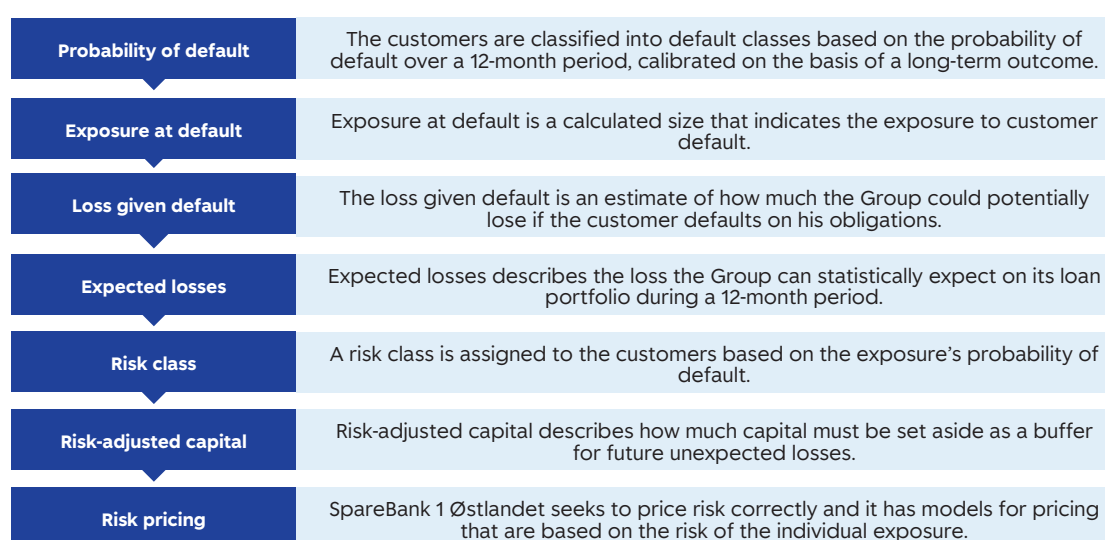 Probability of default
The customers are classified into default classes based on the probability of
default over a 12-month period, calibrated on the basis of a long-term outcome.
Exposure at default
Exposure at default is a calculated size that indicates the exposure to customer
default.
Loss given default
The loss given default is an estimate of how much the Group could potentially
lose if the customer defaults on his obligations.
Expected losses
Expected losses describes the loss the Group can statistically expect on its loan
portfolio during a 12-month period.
Risk class
A risk class is assigned to the customers based on the exposure’s probability of
default.
Risk-adjusted capital
Risk-adjusted capital describes how much capital must be set aside as a buffer
for future unexpected losses.
Risk pricing
SpareBank 1 Østlandet seeks to price risk correctly and it has models for pricing
that are based on the risk of the individual exposure.